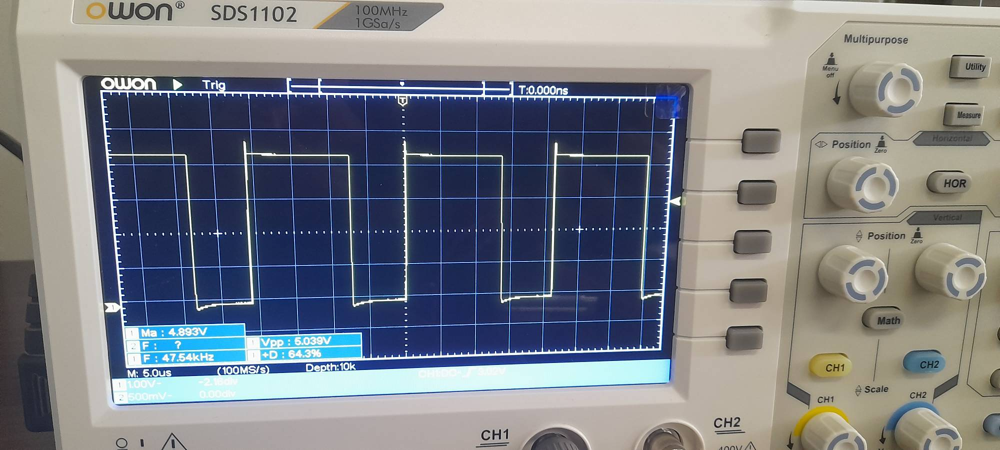 OWON® SDS1102 100MHz
1GSa/s
OWON Trig T:0.000ns
T
1
1 Ma : 4.893V
2 F : ?
1 F : 47.54kHz
1 Vpp : 5.039V
1 +D : 64.3%
M: 5.0us (100MS/s) Depth:10k
1 1.00V- -2.16div
2 500mV- 0.00div
CH1:DC- 3.02V
CH1
CH2
Multipurpose
Menu
off
Utility
Measure
Horizontal
Position
Zero
HOR
Vertical
Position
Zero
Math
CH1
CH2
Scale
CH1
CH2